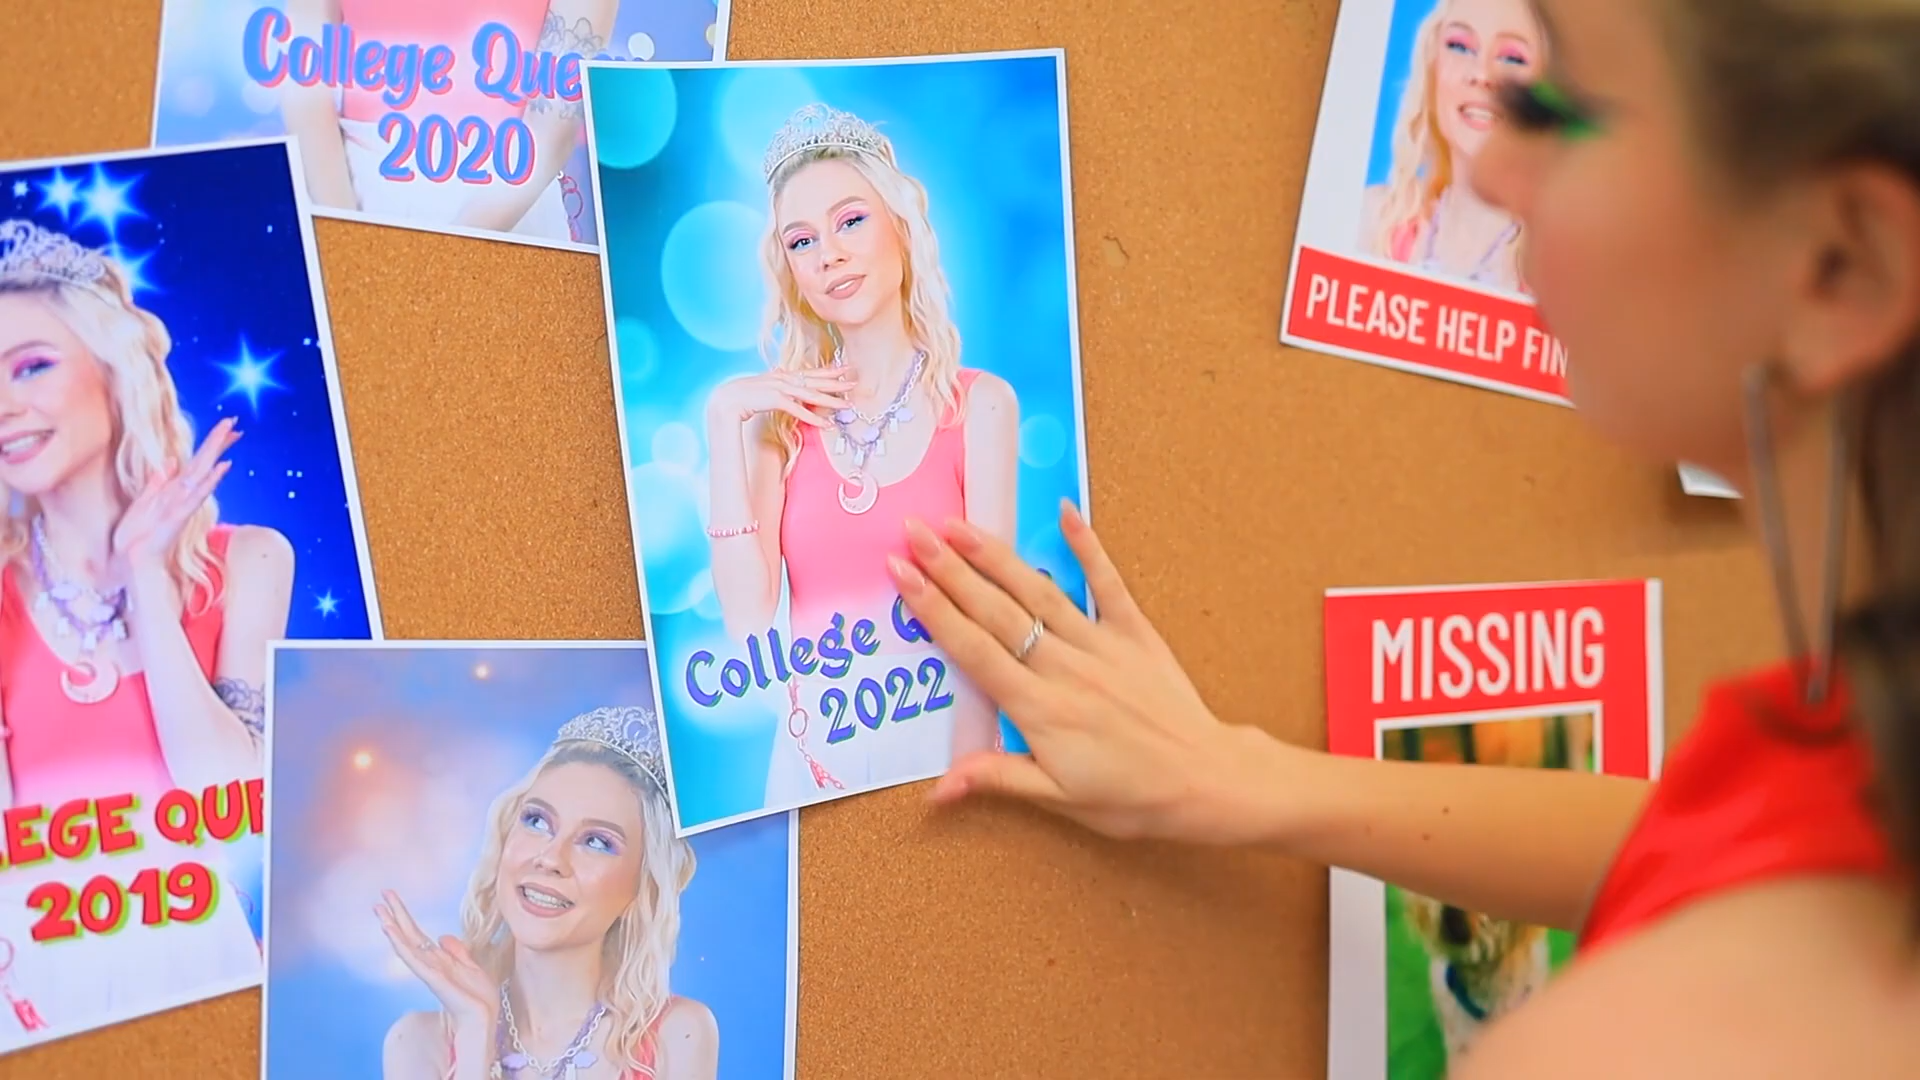 College Que
2020
College Q
2022
LEGE QUE
2019
PLEASE HELP FIN
MISSING